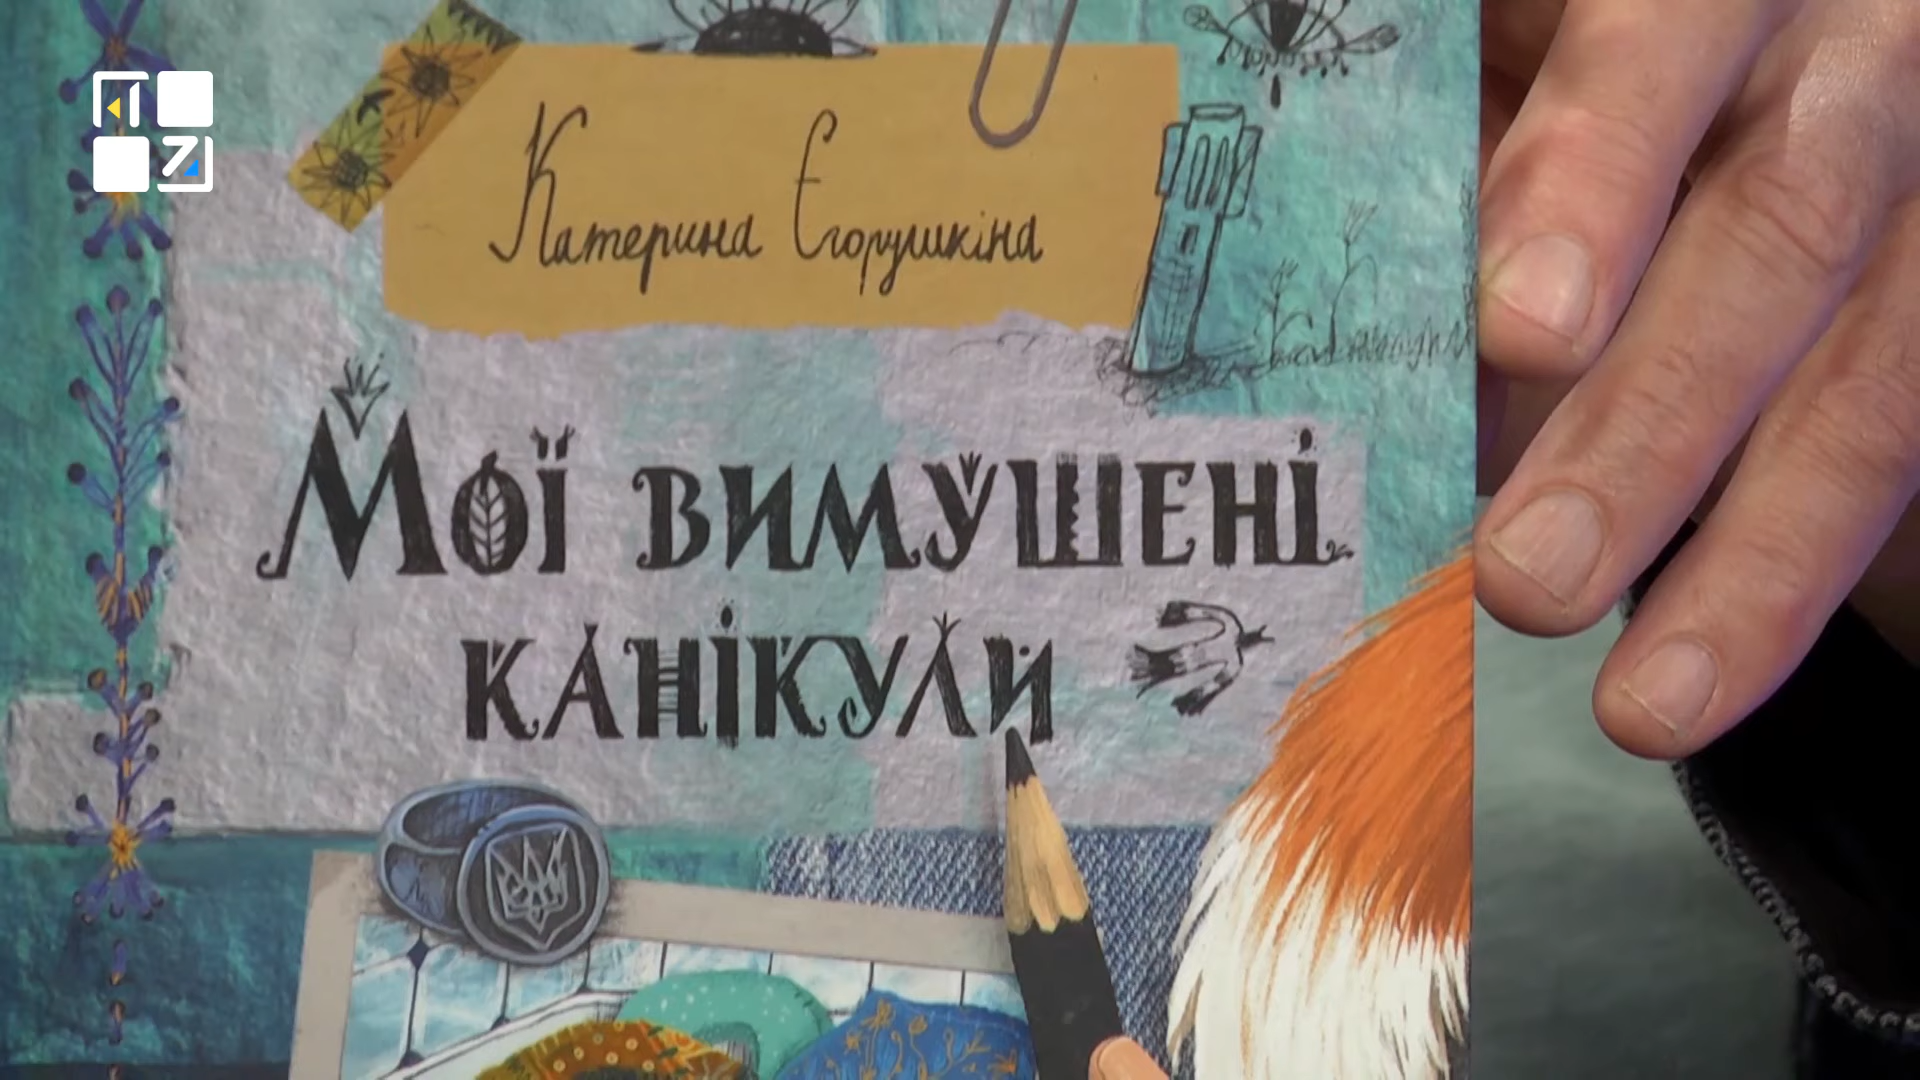 Катерина Єгорушкіна
Мої вимушені
канікули